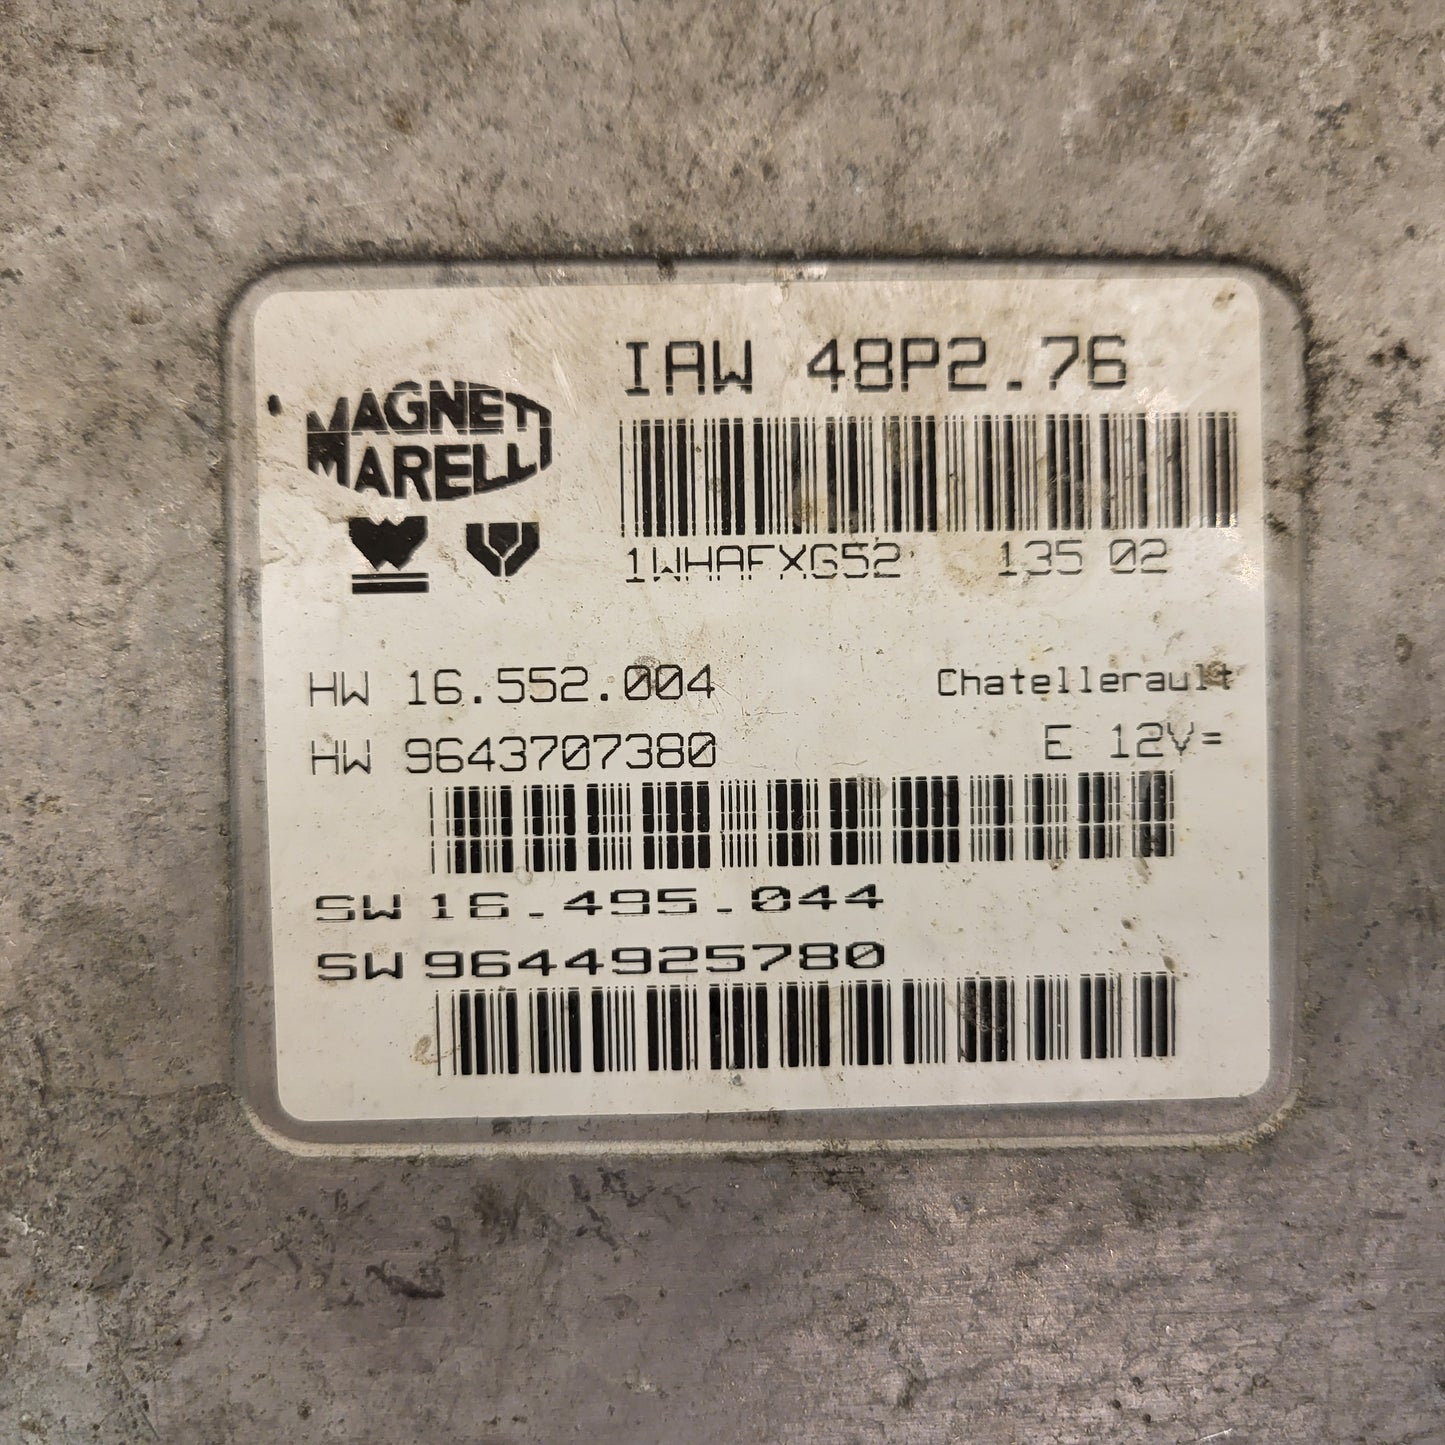 MAGNETI
MARELLI
IAW 48P2.76
1WHAFXG52 135 02
HW 16.552.004
Chatellerault
HW 9643707380
E 12V=
SW 16.495.044
SW 9644925780